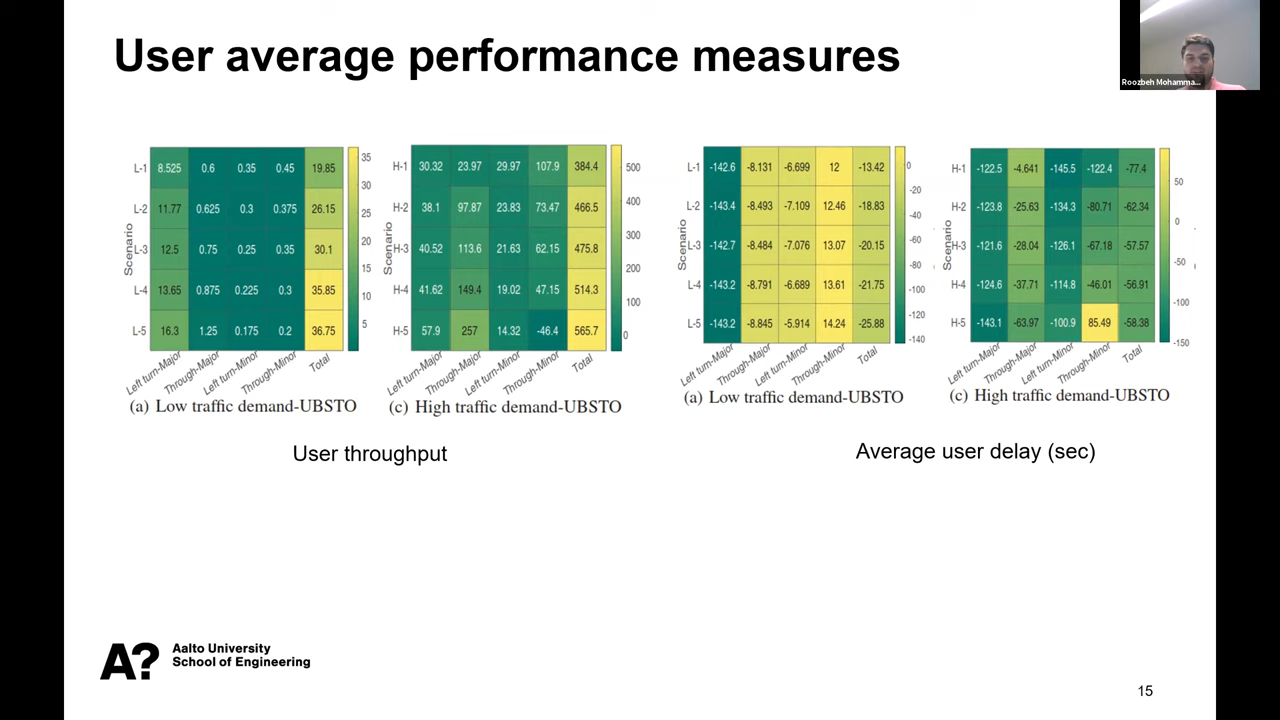 User average performance measures
Roozbeh Mohamma...
Scenario
L-1 8.525 0.6 0.35 0.45 19.85
L-2 11.77 0.625 0.3 0.375 26.15
L-3 12.5 0.75 0.25 0.35 30.1
L-4 13.65 0.875 0.225 0.3 35.85
L-5 16.3 1.25 0.175 0.2 36.75
35
30
25
20
15
10
5
Left turn-Major Through-Major Left turn-Minor Through-Minor Total
(a) Low traffic demand-UBSTO
Scenario
H-1 30.32 23.97 29.97 107.9 384.4
H-2 38.1 97.87 23.83 73.47 466.5
H-3 40.52 113.6 21.63 62.15 475.8
H-4 41.62 149.4 19.02 47.15 514.3
H-5 57.9 257 14.32 -46.4 565.7
500
400
300
200
100
0
Left turn-Major Through-Major Left turn-Minor Through-Minor Total
(c) High traffic demand-UBSTO
User throughput
Scenario
L-1 -142.6 -8.131 -6.699 12 -13.42
L-2 -143.4 -8.493 -7.109 12.46 -18.83
L-3 -142.7 -8.484 -7.076 13.07 -20.15
L-4 -143.2 -8.791 -6.689 13.61 -21.75
L-5 -143.2 -8.845 -5.914 14.24 -25.88
0
-20
-40
-60
-80
-100
-120
-140
Left turn-Major Through-Major Left turn-Minor Through-Minor Total
(a) Low traffic demand-UBSTO
Scenario
H-1 -122.5 -4.641 -145.5 -122.4 -77.4
H-2 -123.8 -25.63 -134.3 -80.71 -62.34
H-3 -121.6 -28.04 -126.1 -67.18 -57.57
H-4 -124.6 -37.71 -114.8 -46.01 -56.91
H-5 -143.1 -63.97 -100.9 85.49 -58.38
50
0
-50
-100
-150
Left turn-Major Through-Major Left turn-Minor Through-Minor Total
(c) High traffic demand-UBSTO
Average user delay (sec)
A?
Aalto University
School of Engineering
15